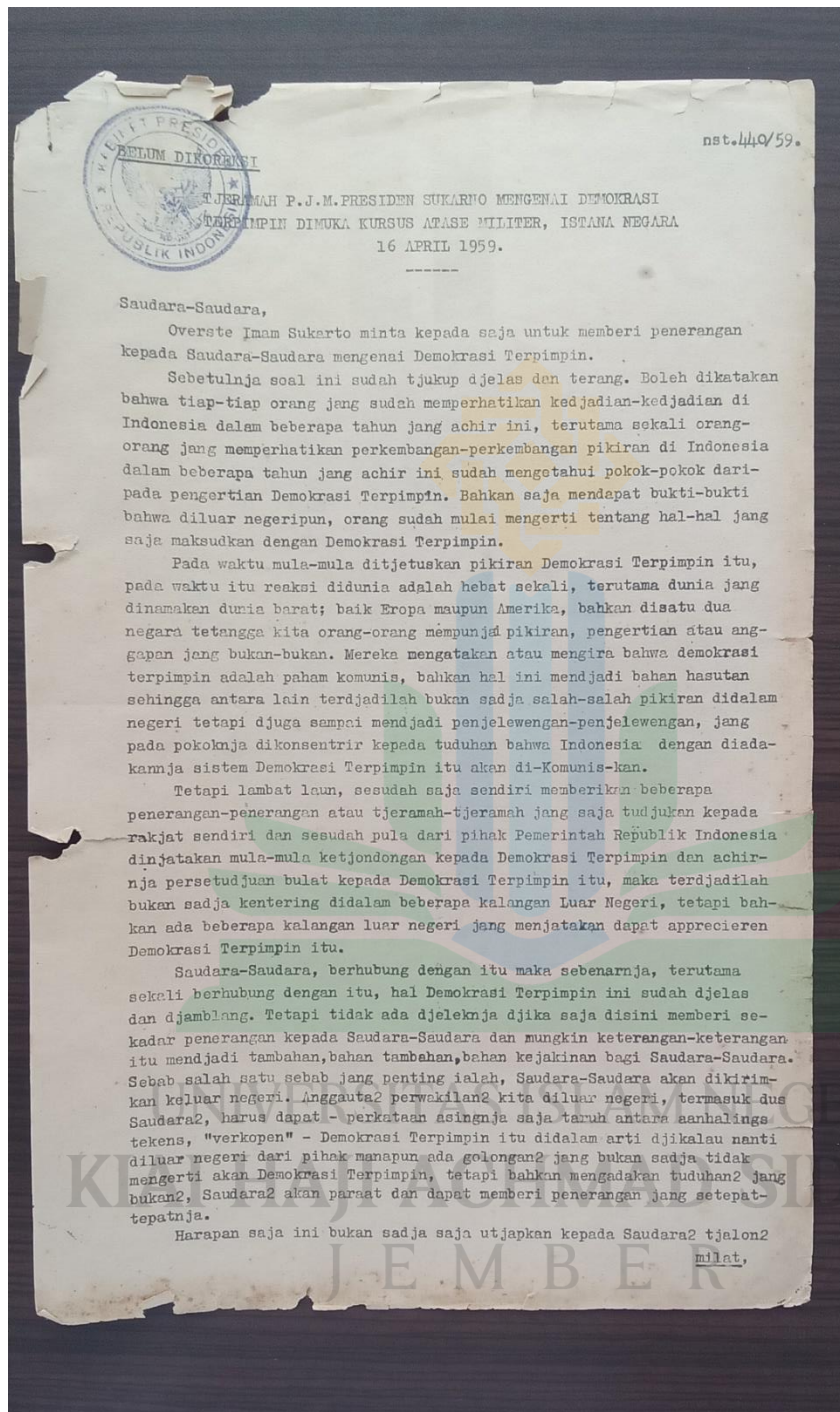 nst.440/59.
KABINET PRESIDEN
REPUBLIK INDONESIA
BELUM DIKOREKSI
TJERAMAH P.J.M.PRESIDEN SUKARNO MENGENAI DEMOKRASI
TERPIMPIN DIMUKA KURSUS ATASE MILITER, ISTANA NEGARA
16 APRIL 1959.
------
Saudara-Saudara,
Overste Imam Sukarto minta kepada saja untuk memberi penerangan
kepada Saudara-Saudara mengenai Demokrasi Terpimpin.
Sebetulnja soal ini sudah tjukup djelas dan terang. Boleh dikatakan
bahwa tiap-tiap orang jang sudah memperhatikan kedjadian-kedjadian di
Indonesia dalam beberapa tahun jang achir ini, terutama sekali orang-
orang jang memperhatikan perkembangan-perkembangan pikiran di Indonesia
dalam beberapa tahun jang achir ini sudah mengetahui pokok-pokok dari-
pada pengertian Demokrasi Terpimpin. Bahkan saja mendapat bukti-bukti
bahwa diluar negeripun, orang sudah mulai mengerti tentang hal-hal jang
saja maksudkan dengan Demokrasi Terpimpin.
Pada waktu mula-mula ditjetuskan pikiran Demokrasi Terpimpin itu,
pada waktu itu reaksi didunia adalah hebat sekali, terutama dunia jang
dinamakan dunia barat; baik Eropa maupun Amerika, bahkan disatu dua
negara tetangga kita orang-orang mempunjai pikiran, pengertian atau ang-
gapan jang bukan-bukan. Mereka mengatakan atau mengira bahwa demokrasi
terpimpin adalah paham komunis, bahkan hal ini mendjadi bahan hasutan
sehingga antara lain terdjadilah bukan sadja salah-salah pikiran didalam
negeri tetapi djuga sampai mendjadi penjelewengan-penjelewengan, jang
pada pokoknja dikonsentrir kepada tuduhan bahwa Indonesia dengan diada-
kannja sistem Demokrasi Terpimpin itu akan di-Komunis-kan.
Tetapi lambat laun, sesudah saja sendiri memberikan beberapa
penerangan-penerangan atau tjeramah-tjeramah jang saja tudjukan kepada
rakjat sendiri dan sesudah pula dari pihak Pemerintah Republik Indonesia
dinjatakan mula-mula ketjondongan kepada Demokrasi Terpimpin dan achir-
nja persetudjuan bulat kepada Demokrasi Terpimpin itu, maka terdjadilah
bukan sadja kentering didalam beberapa kalangan Luar Negeri, tetapi bah-
kan ada beberapa kalangan luar negeri jang menjatakan dapat apprecieren
Demokrasi Terpimpin itu.
Saudara-Saudara, berhubung dengan itu maka sebenarnja, terutama
sekali berhubung dengan itu, hal Demokrasi Terpimpin ini sudah djelas
dan djamblang. Tetapi tidak ada djeleknja djika saja disini memberi se-
kadar penerangan kepada Saudara-Saudara dan mungkin keterangan-keterangan
itu mendjadi tambahan,bahan tambahan,bahan kejakinan bagi Saudara-Saudara.
Sebab salah satu sebab jang penting ialah, Saudara-Saudara akan dikirim-
kan keluar negeri. Anggauta2 perwakilan2 kita diluar negeri, termasuk dus
Saudara2, harus dapat - perkataan asingnja saja taruh antara aanhalings
tekens, "verkopen" - Demokrasi Terpimpin itu didalam arti djikalau nanti
diluar negeri dari pihak manapun ada golongan2 jang bukan sadja tidak
mengerti akan Demokrasi Terpimpin, tetapi bahkan mengadakan tuduhan2 jang
bukan2, Saudara2 akan paraat dan dapat memberi penerangan jang setepat-
tepatnja.
Harapan saja ini bukan sadja saja utjapkan kepada Saudara2 tjalon2
milat,
UNIVERSITAS ISLAM NEGE
KIAI HAJI ACHMAD SI
JEMBER